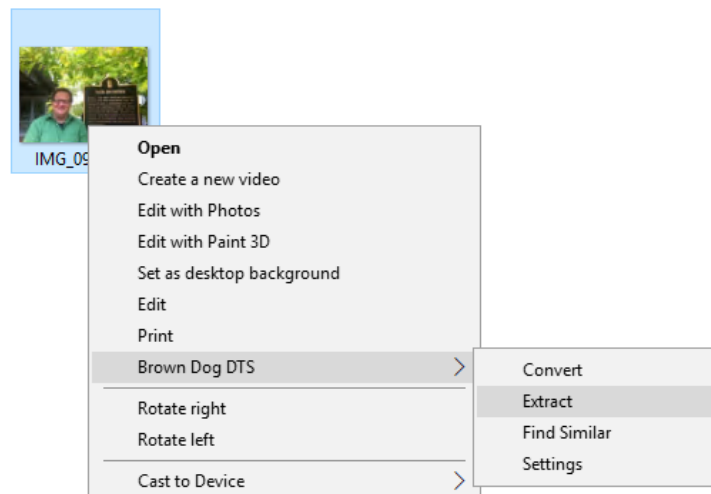 IMG_09
Open
Create a new video
Edit with Photos
Edit with Paint 3D
Set as desktop background
Edit
Print
Brown Dog DTS
Convert
Extract
Find Similar
Settings
Rotate right
Rotate left
Cast to Device